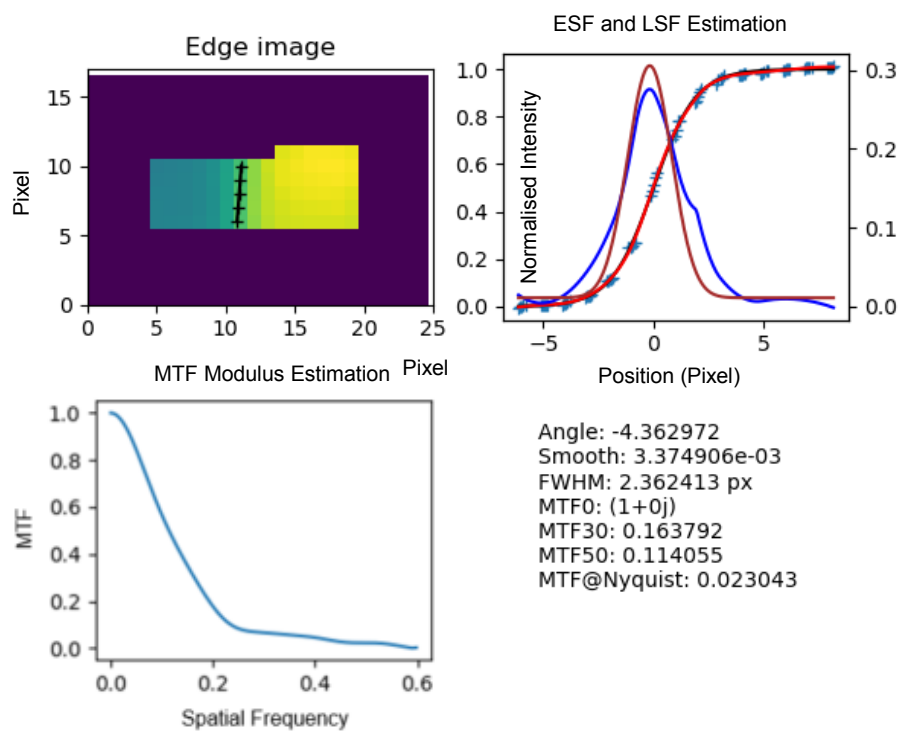 Edge image
15
10
5
0
Pixel
0 5 10 15 20 25
Pixel
ESF and LSF Estimation
1.0
0.8
0.6
0.4
0.2
0.0
Normalised Intensity
0.3
0.2
0.1
0.0
−5 0 5
Position (Pixel)
MTF Modulus Estimation
1.0
0.8
0.6
0.4
0.2
0.0
MTF
0.0 0.2 0.4 0.6
Spatial Frequency
Angle: -4.362972
Smooth: 3.374906e-03
FWHM: 2.362413 px
MTF0: (1+0j)
MTF30: 0.163792
MTF50: 0.114055
MTF@Nyquist: 0.023043